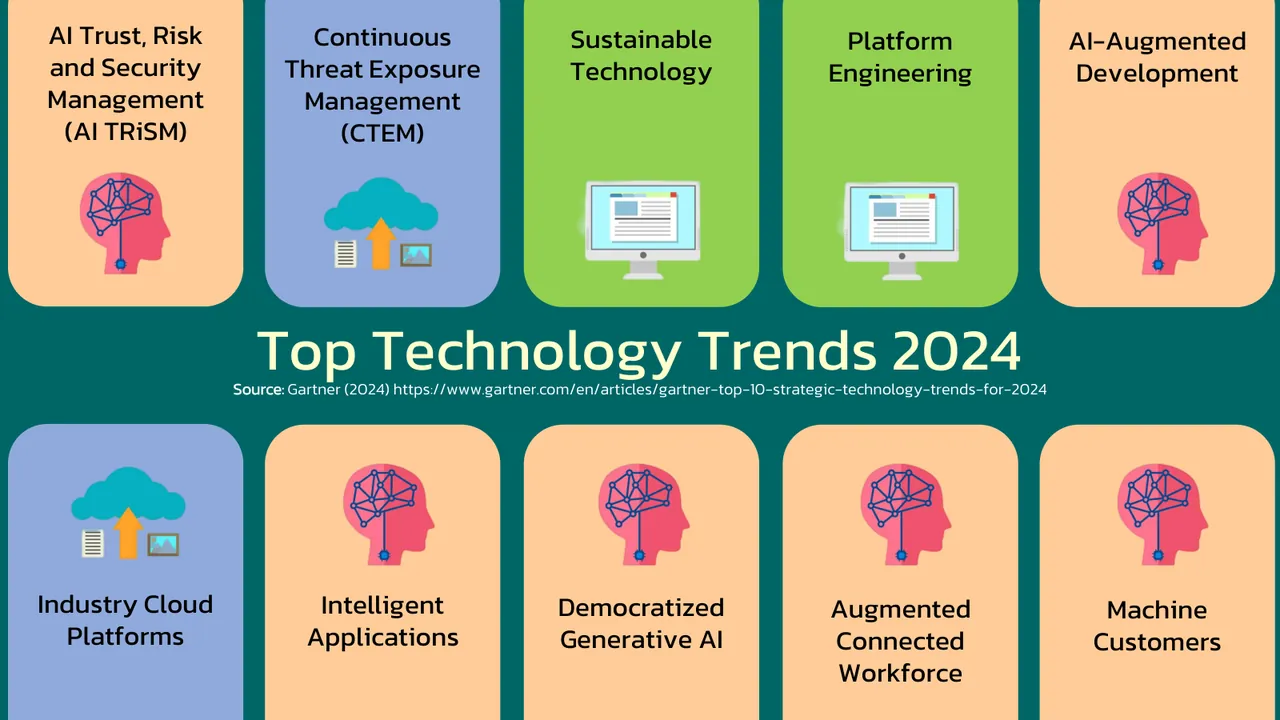 AI Trust, Risk
and Security
Management
(AI TRiSM)
Continuous
Threat Exposure
Management
(CTEM)
Sustainable
Technology
Platform
Engineering
AI-Augmented
Development
Top Technology Trends 2024
Source: Gartner (2024) https://www.gartner.com/en/articles/gartner-top-10-strategic-technology-trends-for-2024
Industry Cloud
Platforms
Intelligent
Applications
Democratized
Generative AI
Augmented
Connected
Workforce
Machine
Customers